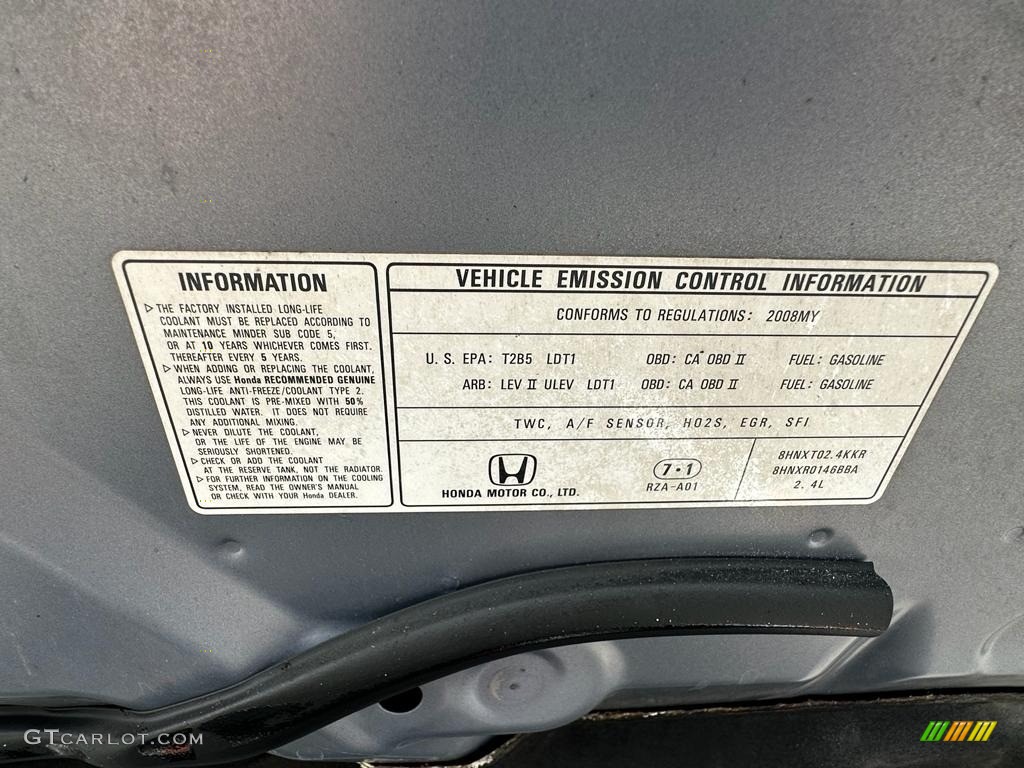 INFORMATION
▷ THE FACTORY INSTALLED LONG-LIFE
COOLANT MUST BE REPLACED ACCORDING TO
MAINTENANCE MINDER SUB CODE 5,
OR AT 10 YEARS WHICHEVER COMES FIRST.
THEREAFTER EVERY 5 YEARS.
▷ WHEN ADDING OR REPLACING THE COOLANT,
ALWAYS USE Honda RECOMMENDED GENUINE
LONG-LIFE ANTI-FREEZE/COOLANT TYPE 2.
THIS COOLANT IS PRE-MIXED WITH 50%
DISTILLED WATER. IT DOES NOT REQUIRE
ANY ADDITIONAL MIXING.
▷ NEVER DILUTE THE COOLANT,
OR THE LIFE OF THE ENGINE MAY BE
SERIOUSLY SHORTENED.
▷ CHECK OR ADD THE COOLANT
AT THE RESERVE TANK, NOT THE RADIATOR.
▷ FOR FURTHER INFORMATION ON THE COOLING
SYSTEM, READ THE OWNER'S MANUAL
OR CHECK WITH YOUR Honda DEALER.
VEHICLE EMISSION CONTROL INFORMATION
CONFORMS TO REGULATIONS: 2008MY
U.S. EPA: T2B5 LDT1 OBD: CA OBD II FUEL: GASOLINE
ARB: LEV II ULEV LDT1 OBD: CA OBD II FUEL: GASOLINE
TWC, A/F SENSOR, HO2S, EGR, SFI
HONDA MOTOR CO., LTD.
7·1
RZA-A01
8HNXT02.4KKR
8HNXR0146BBA
2.4L
GTCARLOT.COM